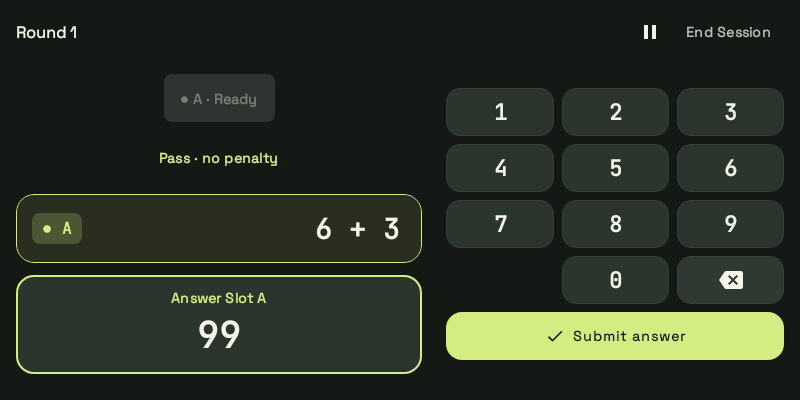 Round 1
End Session
• A · Ready
Pass · no penalty
• A
6 + 3
Answer Slot A
99
1 2 3
4 5 6
7 8 9
0
Submit answer